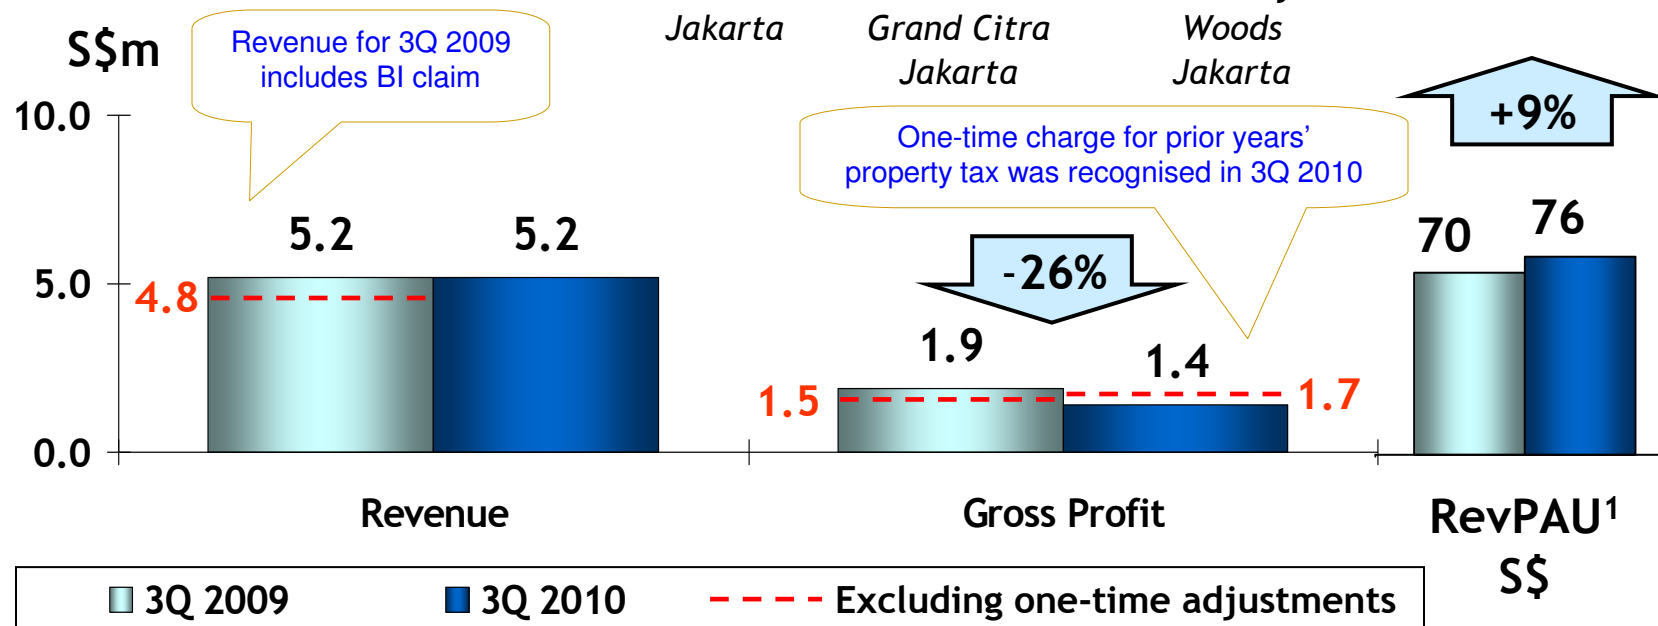 Jakarta
Grand Citra
Jakarta
Woods
Jakarta
S$m
Revenue for 3Q 2009
includes BI claim
One-time charge for prior years’
property tax was recognised in 3Q 2010
+9%
10.0
5.0
0.0
5.2
5.2
4.8
-26%
1.9
1.4
1.5
1.7
70
76
Revenue
Gross Profit
RevPAU¹
S$
3Q 2009
3Q 2010
Excluding one-time adjustments